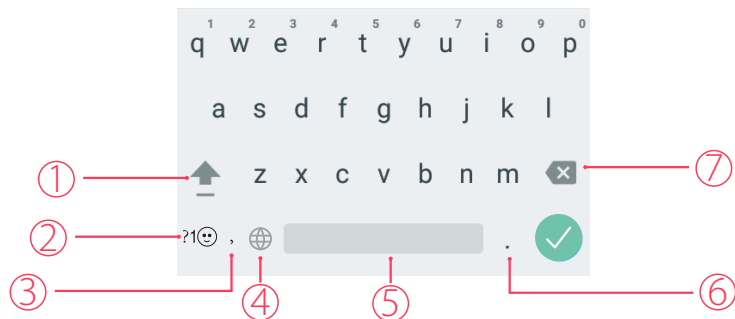 1 2 3 4 5 6 7 8 9 0
q w e r t y u i o p
a s d f g h j k l
① z x c v b n m ⑦
② ?1 , .
③ ④ ⑤ ⑥